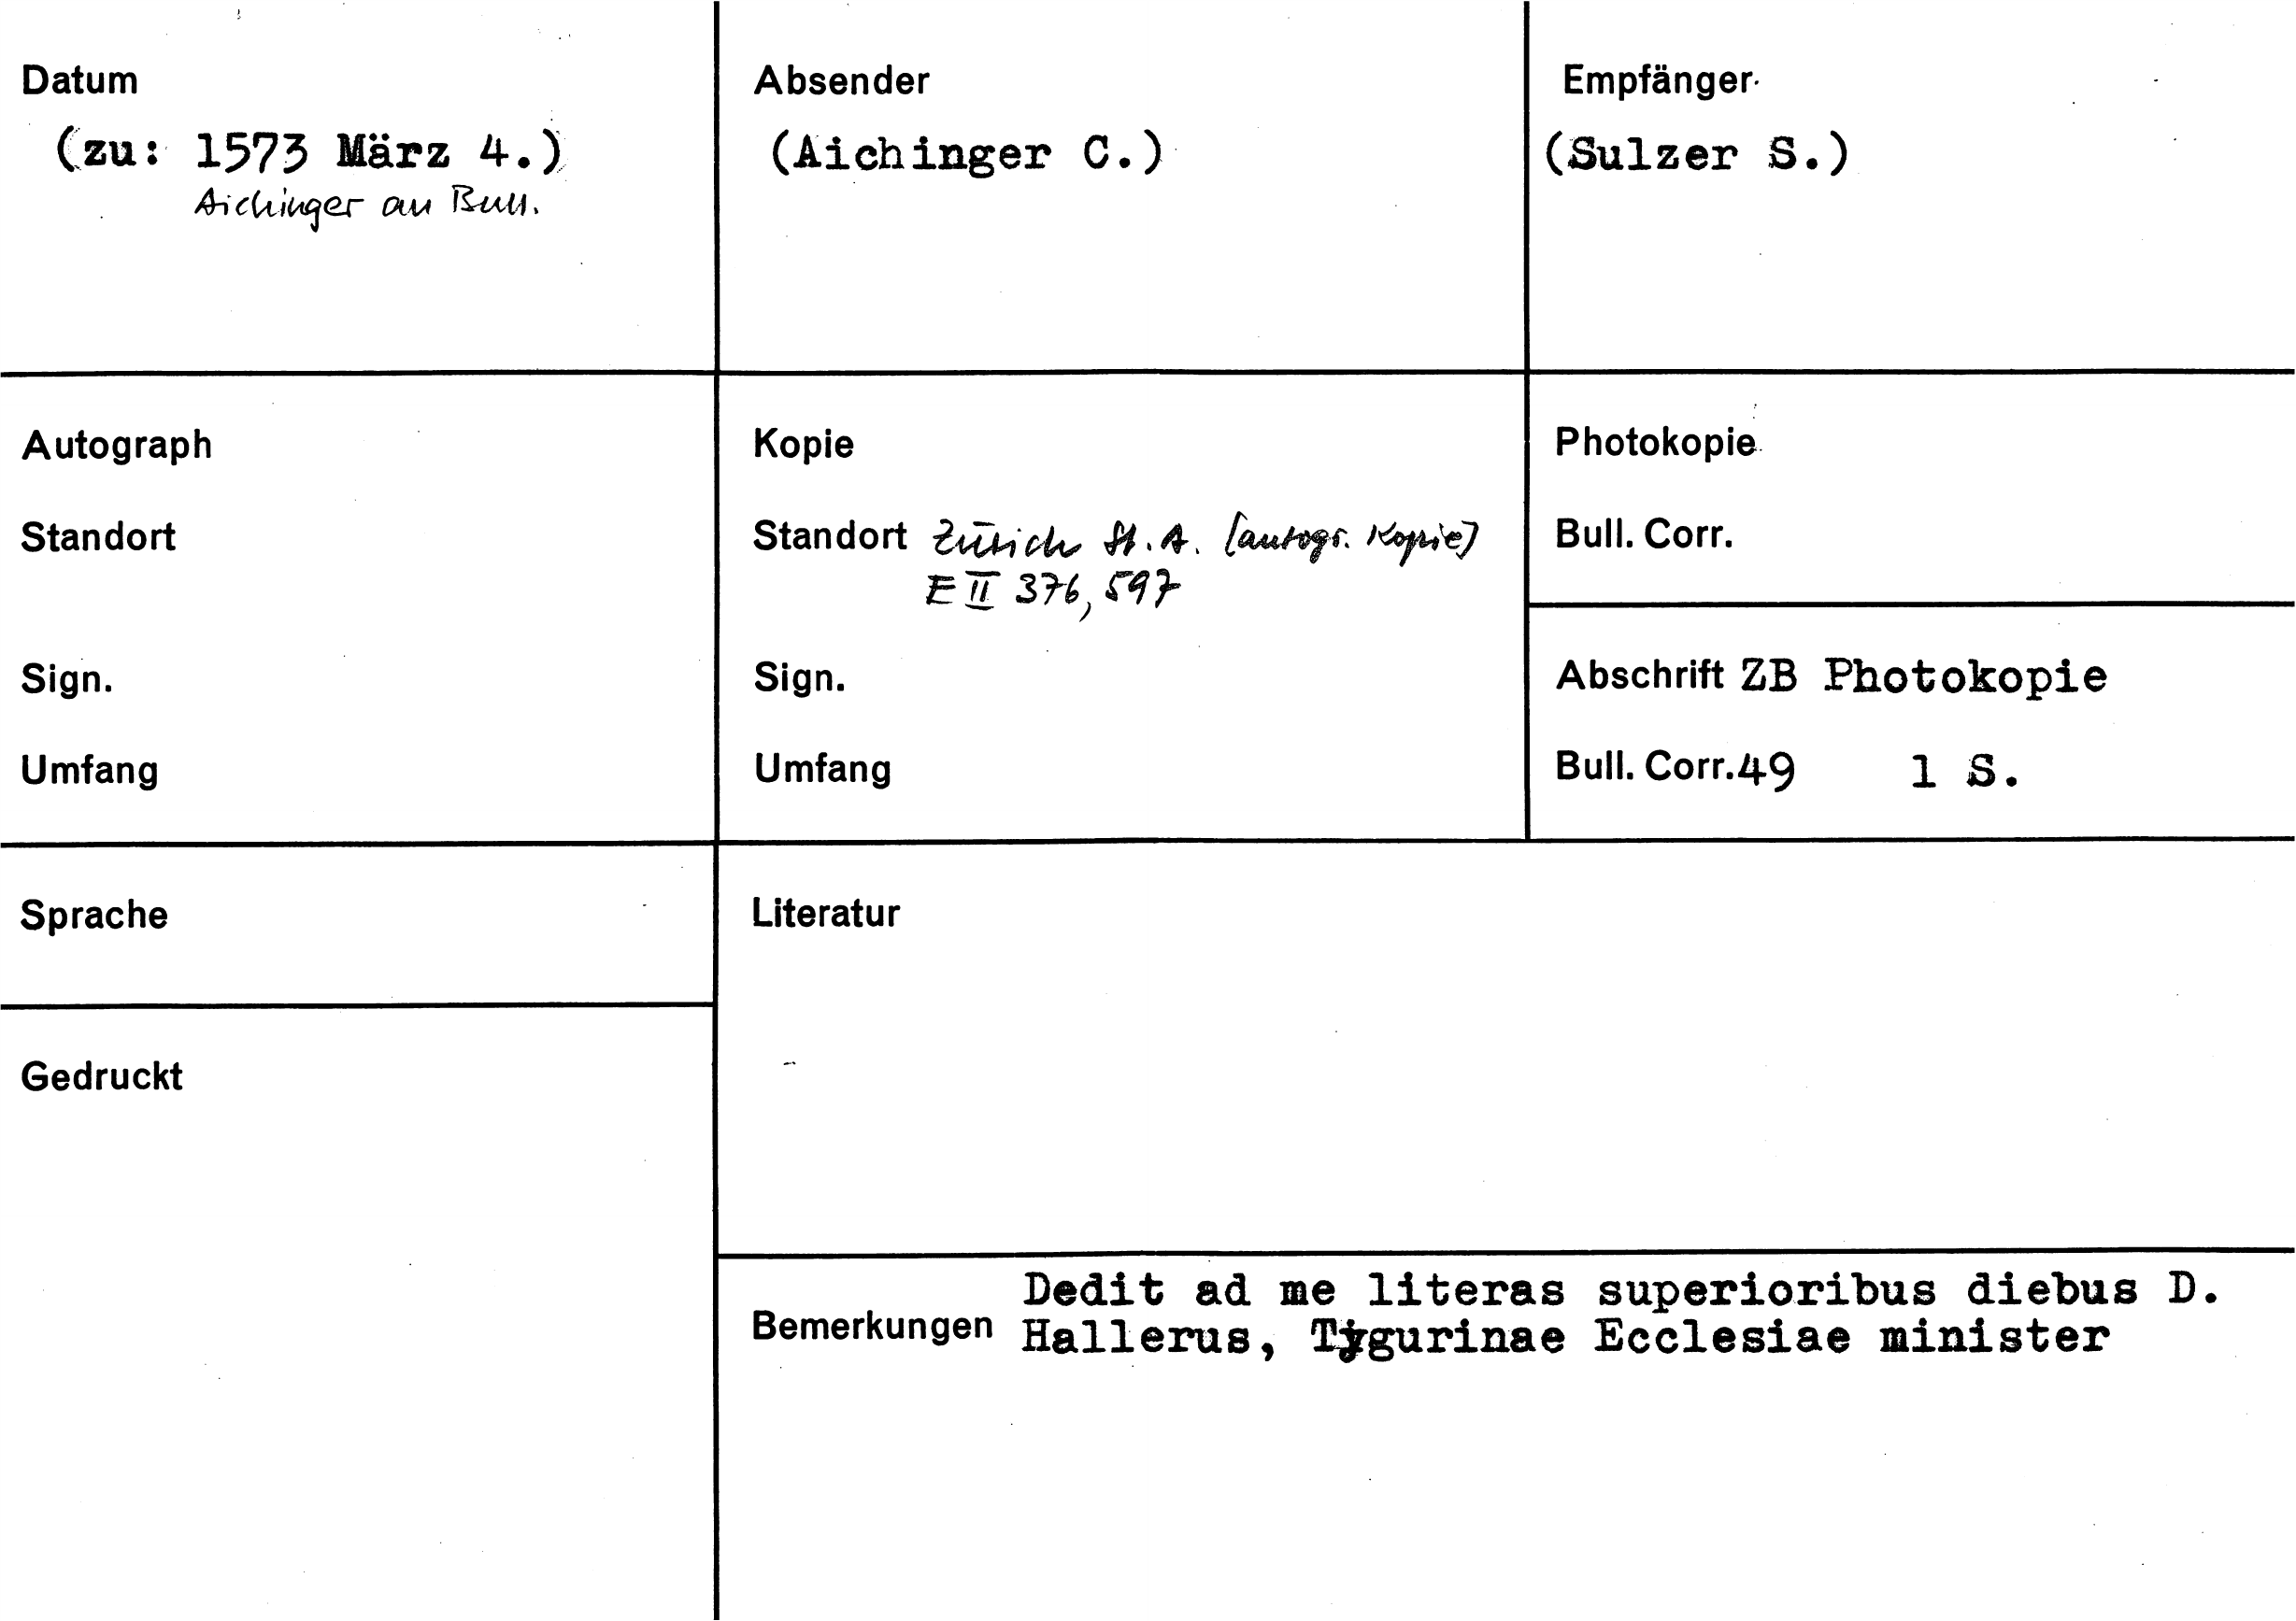 Datum
(zu: 1573 März 4.)
Aichinger an Bull.
Absender
(Aichinger C.)
Empfänger
(Sulzer S.)
Autograph
Standort
Sign.
Umfang
Kopie
Standort Zürich St.A. (autogr. Kopie)
E II 376, 597
Sign.
Umfang
Photokopie
Bull. Corr.
Abschrift ZB Photokopie
Bull. Corr. 49 1 S.
Sprache
Gedruckt
Literatur
Bemerkungen
Dedit ad me literas superioribus diebus D.
Hallerus, Tygurinae Ecclesiae minister